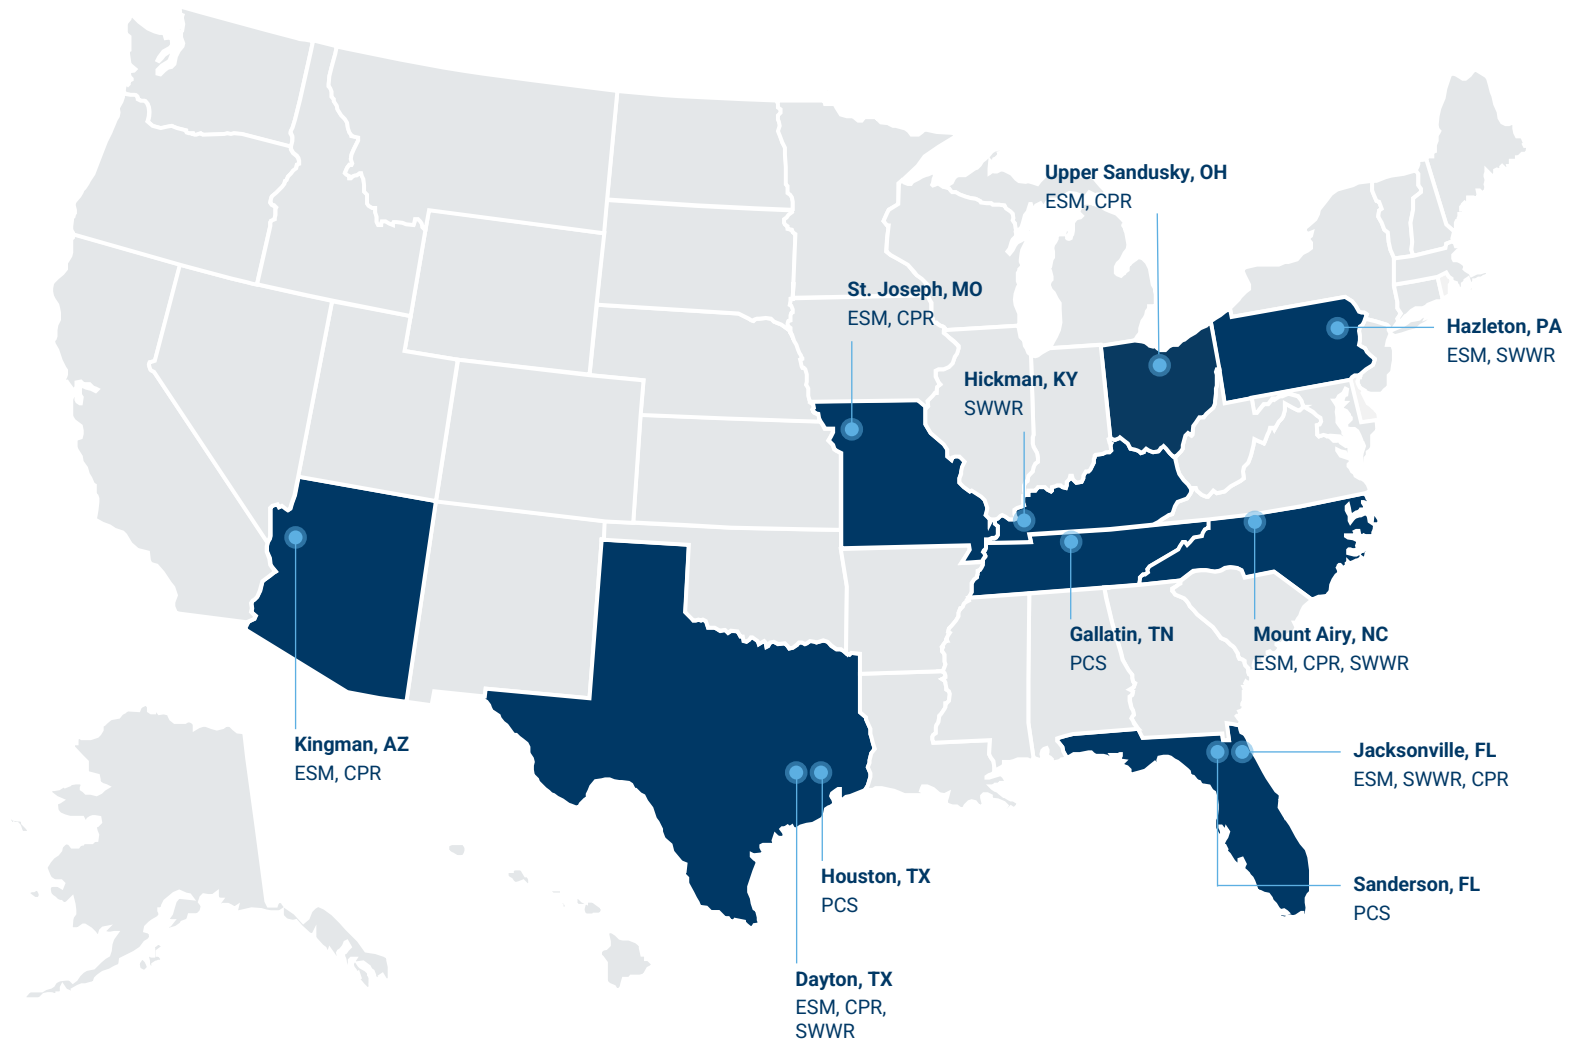 Upper Sandusky, OH
ESM, CPR
St. Joseph, MO
ESM, CPR
Hazleton, PA
ESM, SWWR
Hickman, KY
SWWR
Gallatin, TN
PCS
Mount Airy, NC
ESM, CPR, SWWR
Kingman, AZ
ESM, CPR
Jacksonville, FL
ESM, SWWR, CPR
Houston, TX
PCS
Sanderson, FL
PCS
Dayton, TX
ESM, CPR,
SWWR